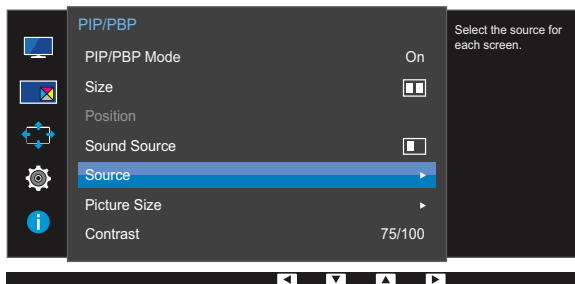 PIP/PBP
PIP/PBP Mode On
Size
Position
Sound Source
Source
Picture Size
Contrast 75/100
Select the source for
each screen.